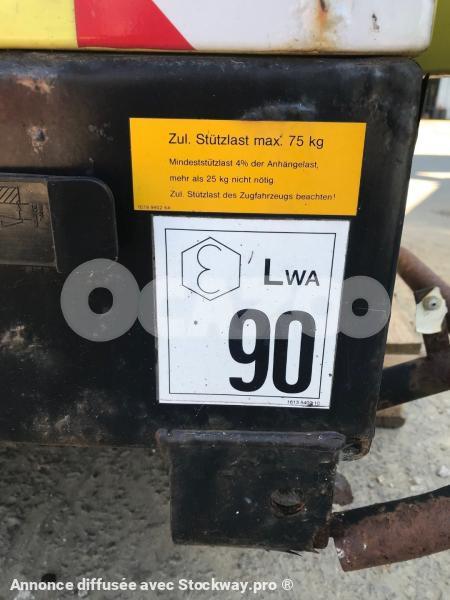 Zul. Stützlast max. 75 kg
Mindeststützlast 4% der Anhängelast,
mehr als 25 kg nicht nötig.
Zul. Stützlast des Zugfahrzeugs beachten!
ε LWA
90
Annonce diffusée avec Stockway.pro ®